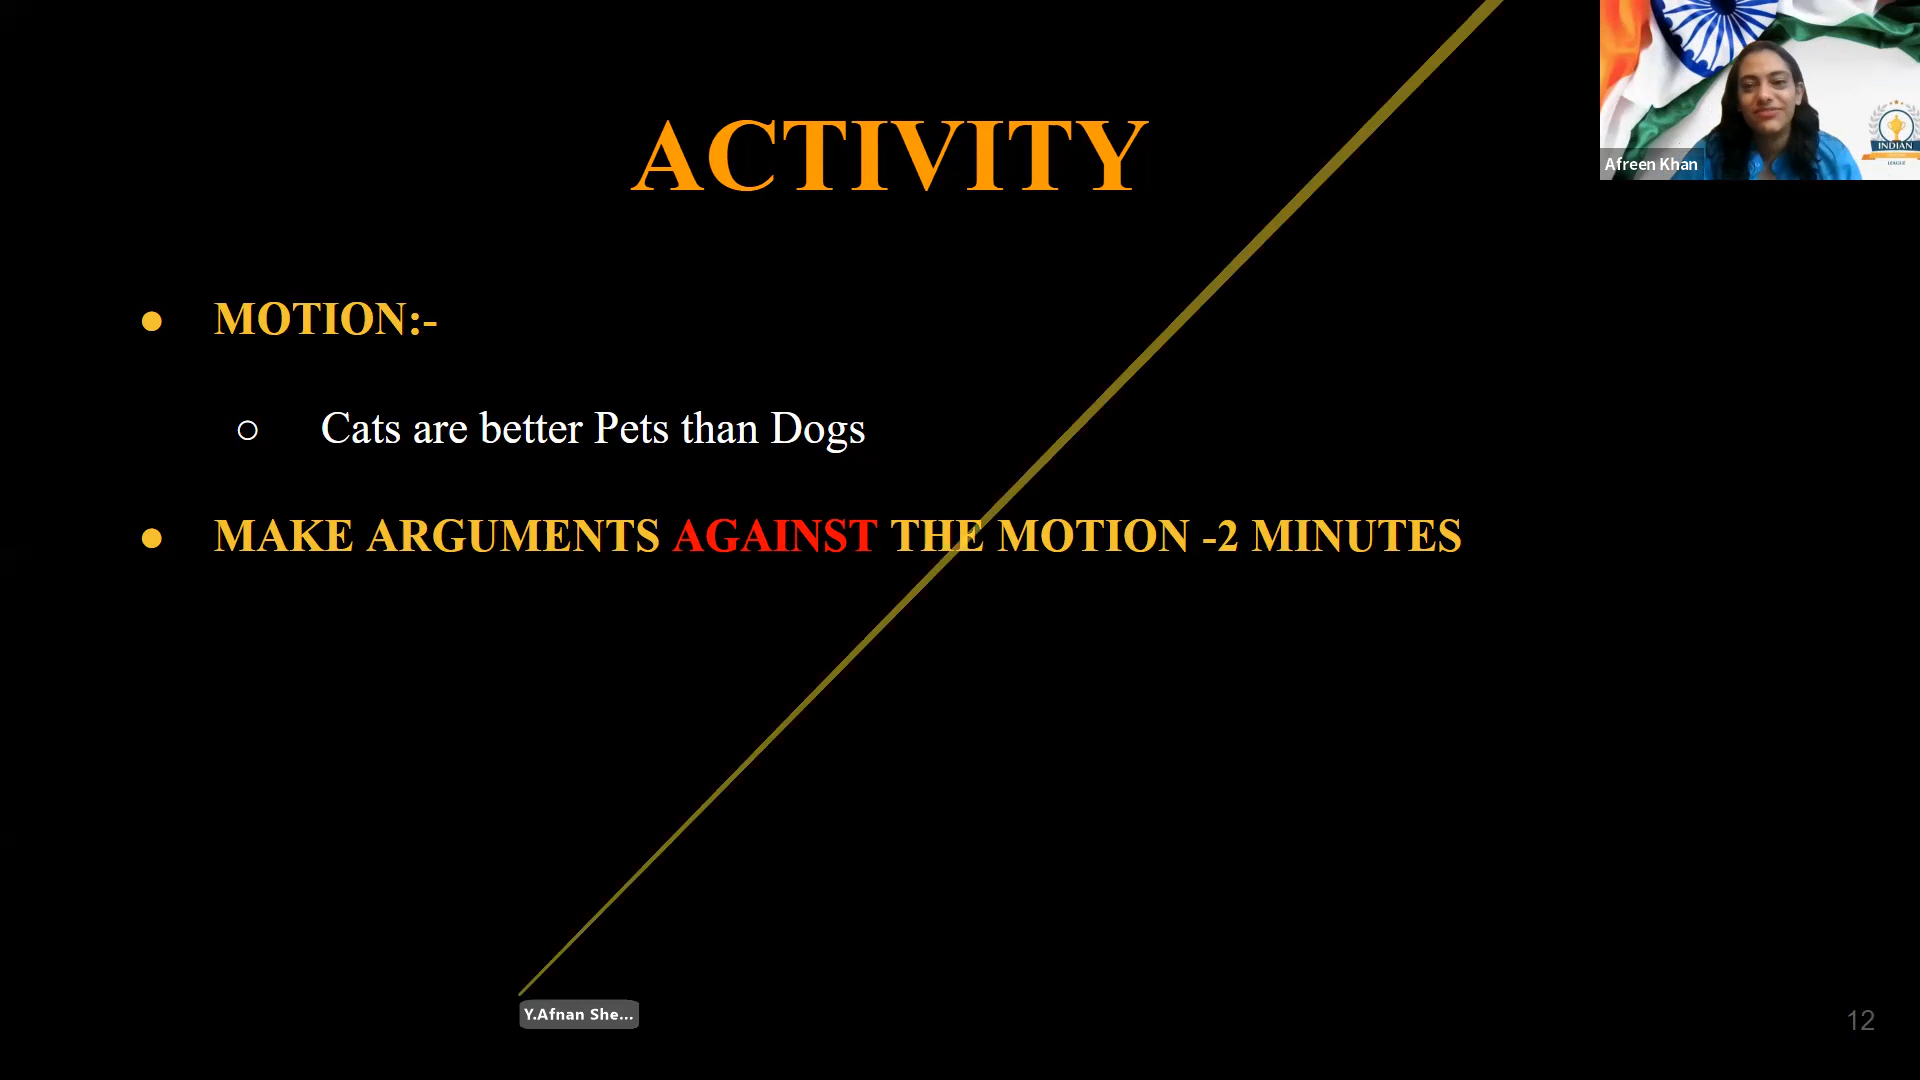 ACTIVITY
Afreen Khan
INDIAN
LEAGUE
● MOTION:-
○ Cats are better Pets than Dogs
● MAKE ARGUMENTS AGAINST THE MOTION -2 MINUTES
Y.Afnan She...
12